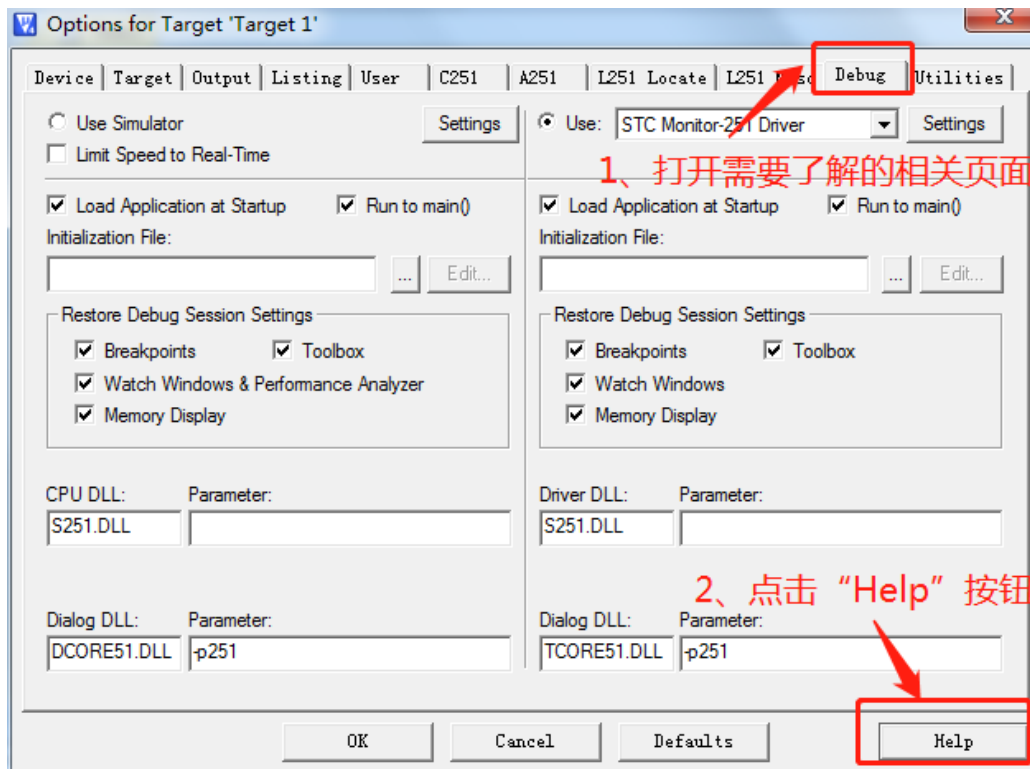 Options for Target 'Target 1'
Device Target Output Listing User C251 A251 L251 Locate L251 Misc Debug Utilities
Use Simulator Settings Use: STC Monitor-251 Driver Settings
Limit Speed to Real-Time
1、打开需要了解的相关页面
Load Application at Startup Run to main() Load Application at Startup Run to main()
Initialization File: Initialization File:
... Edit... ... Edit...
Restore Debug Session Settings Restore Debug Session Settings
Breakpoints Toolbox Breakpoints Toolbox
Watch Windows & Performance Analyzer Watch Windows
Memory Display Memory Display
CPU DLL: Parameter: Driver DLL: Parameter:
S251.DLL S251.DLL
2、点击“Help”按钮
Dialog DLL: Parameter: Dialog DLL: Parameter:
DCORE51.DLL -p251 TCORE51.DLL -p251
OK Cancel Defaults Help